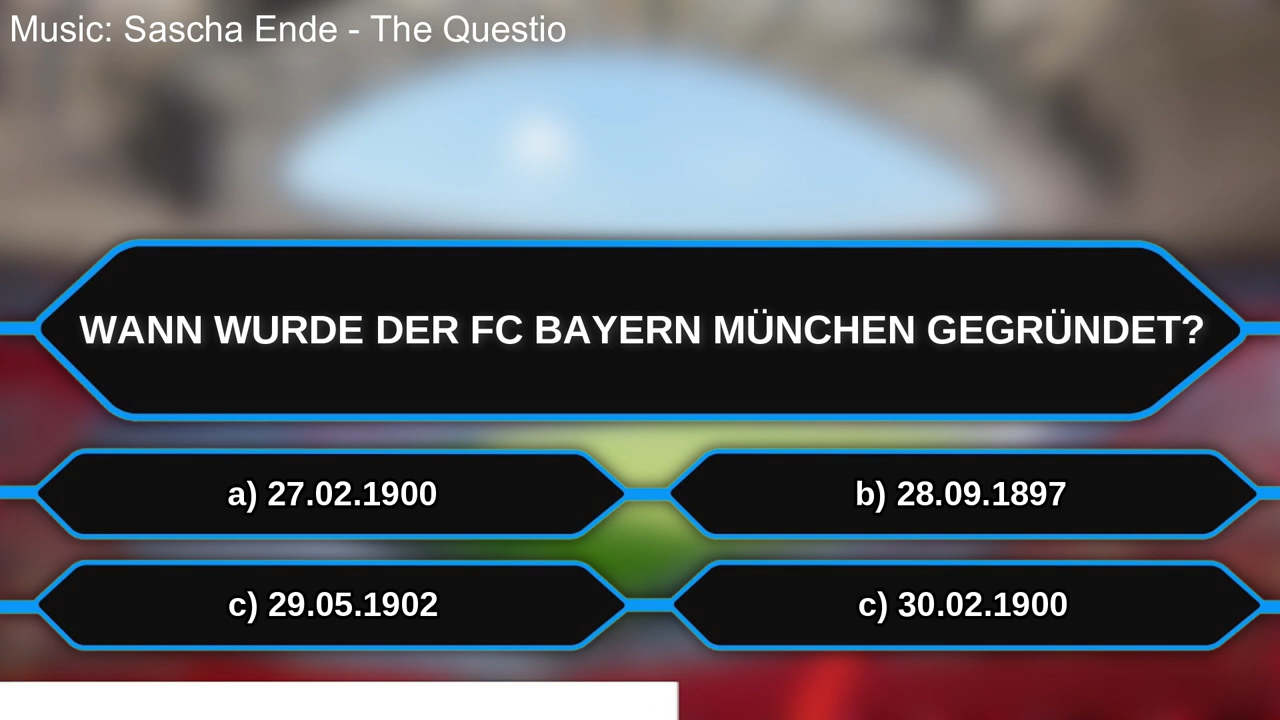 Music: Sascha Ende - The Questio
WANN WURDE DER FC BAYERN MÜNCHEN GEGRÜNDET?
a) 27.02.1900
b) 28.09.1897
c) 29.05.1902
c) 30.02.1900